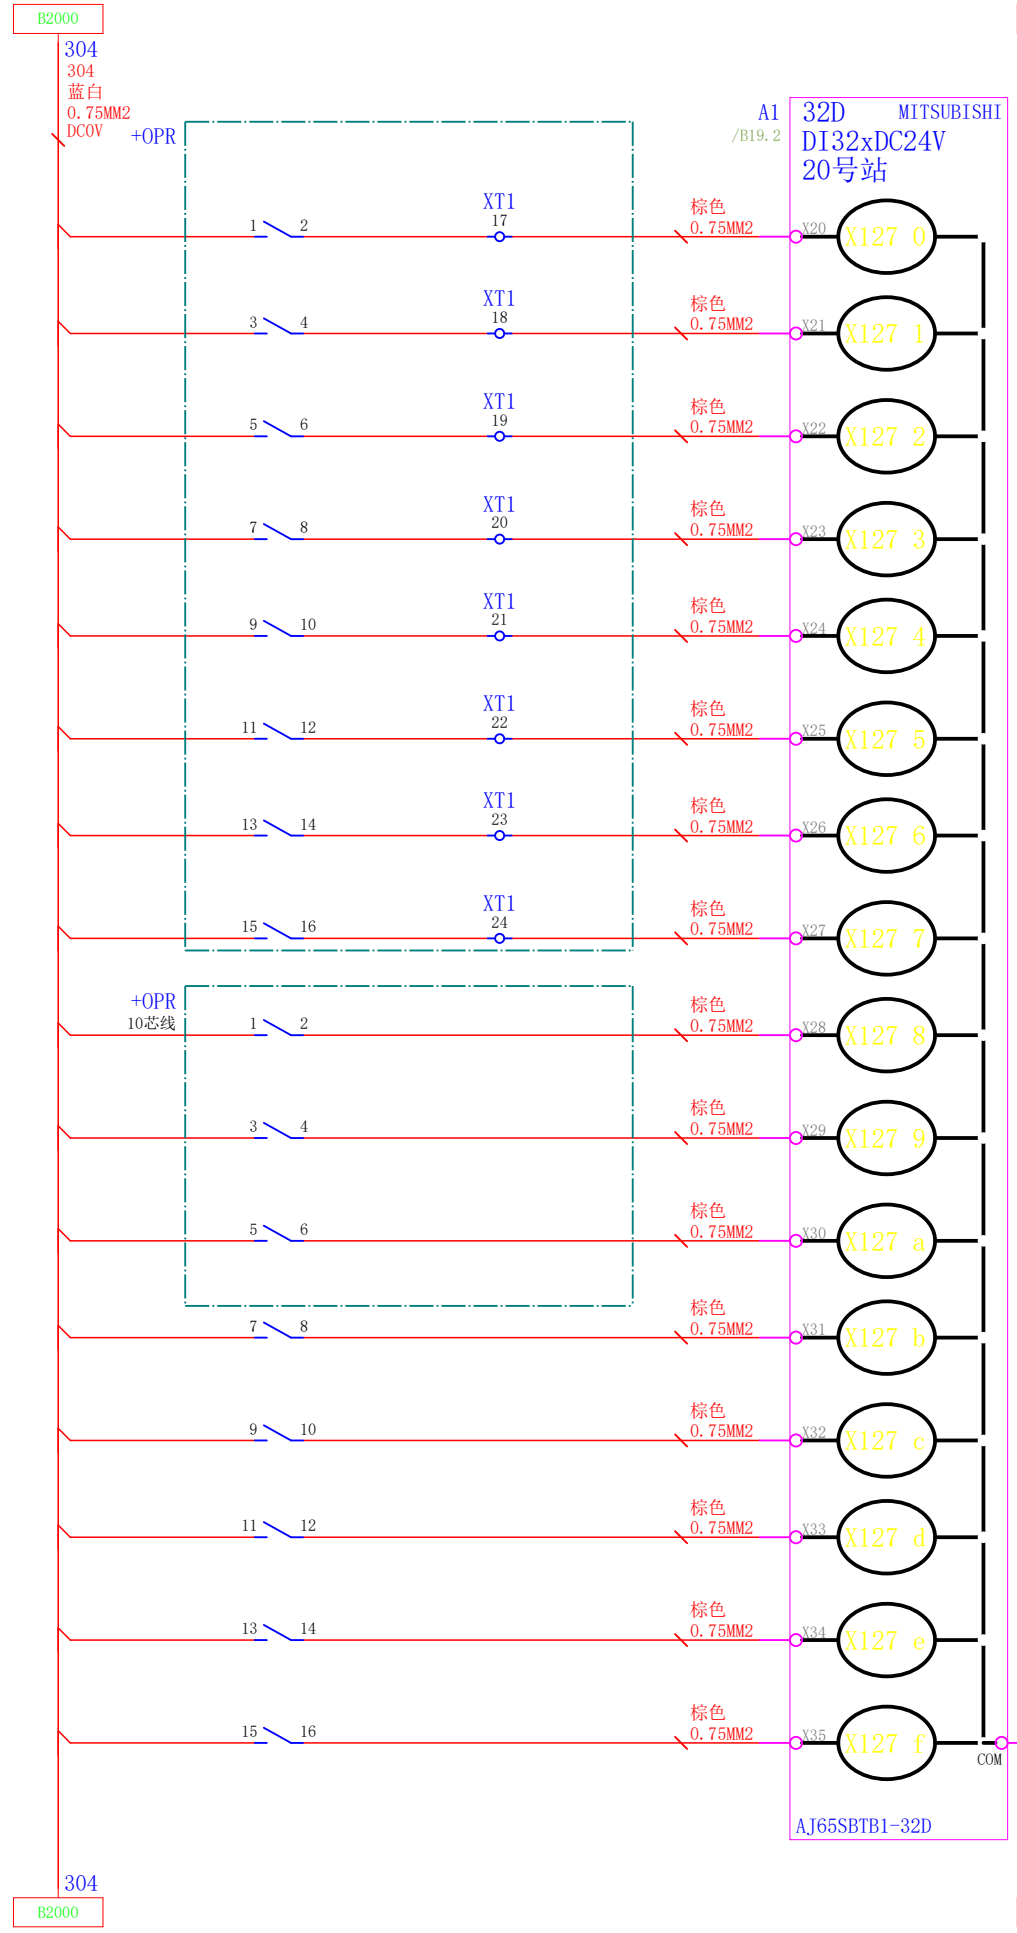 B2000
304
304
蓝白
0.75MM2
DC0V
+OPR
A1
/B19.2
32D
MITSUBISHI
DI32xDC24V
20号站
XT1
棕色
1 2 17 0.75MM2 X20 X127 0
XT1
棕色
3 4 18 0.75MM2 X21 X127 1
XT1
棕色
5 6 19 0.75MM2 X22 X127 2
XT1
棕色
7 8 20 0.75MM2 X23 X127 3
XT1
棕色
9 10 21 0.75MM2 X24 X127 4
XT1
棕色
11 12 22 0.75MM2 X25 X127 5
XT1
棕色
13 14 23 0.75MM2 X26 X127 6
XT1
棕色
15 16 24 0.75MM2 X27 X127 7
+OPR
棕色
10芯线 1 2 0.75MM2 X28 X127 8
棕色
3 4 0.75MM2 X29 X127 9
棕色
5 6 0.75MM2 X30 X127 a
棕色
7 8 0.75MM2 X31 X127 b
棕色
9 10 0.75MM2 X32 X127 c
棕色
11 12 0.75MM2 X33 X127 d
棕色
13 14 0.75MM2 X34 X127 e
棕色
15 16 0.75MM2 X35 X127 f
COM
AJ65SBTB1-32D
304
B2000